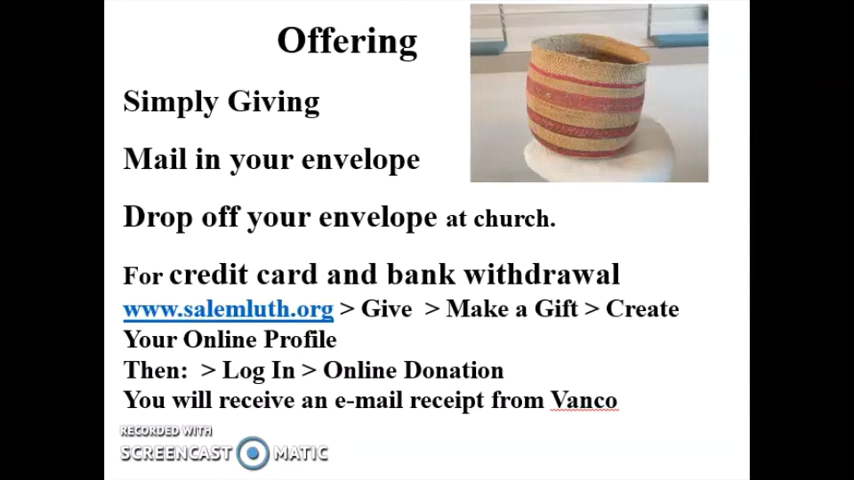 Offering
Simply Giving
Mail in your envelope
Drop off your envelope at church.
For credit card and bank withdrawal
www.salemluth.org > Give > Make a Gift > Create
Your Online Profile
Then: > Log In > Online Donation
You will receive an e-mail receipt from Vanco
RECORDED WITH
SCREENCAST MATIC